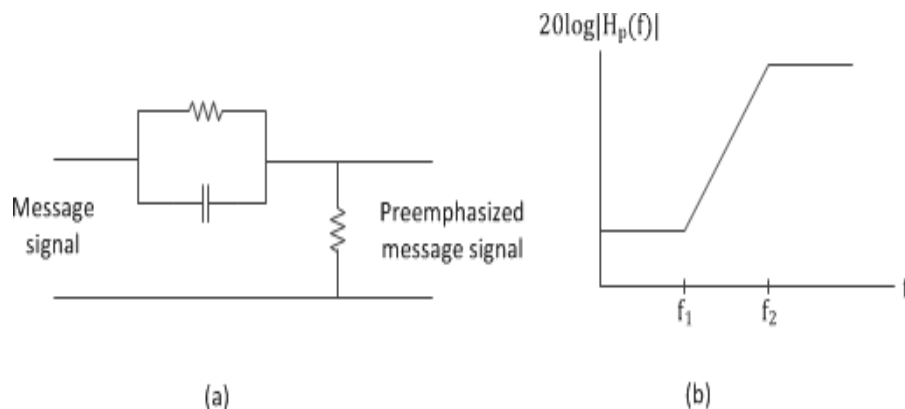 20log|Hₚ(f)|
Message
signal
Preemphasized
message signal
f₁
f₂
f
(a)
(b)